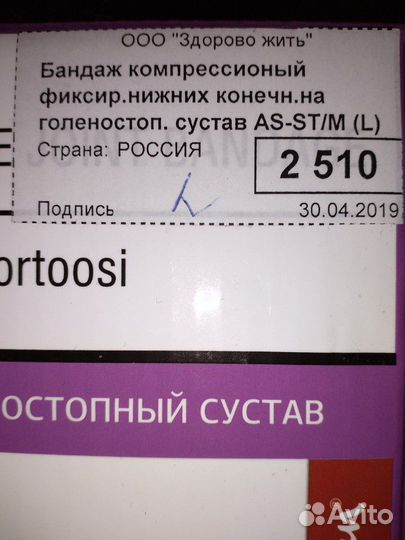 ООО "Здорово жить"
Бандаж компрессионый
фиксир.нижних конечн.на
голеностоп. сустав AS-ST/M (L)
Страна: РОССИЯ
2 510
Подпись
30.04.2019
ortoosi
ОСТОПНЫЙ СУСТАВ
Avito